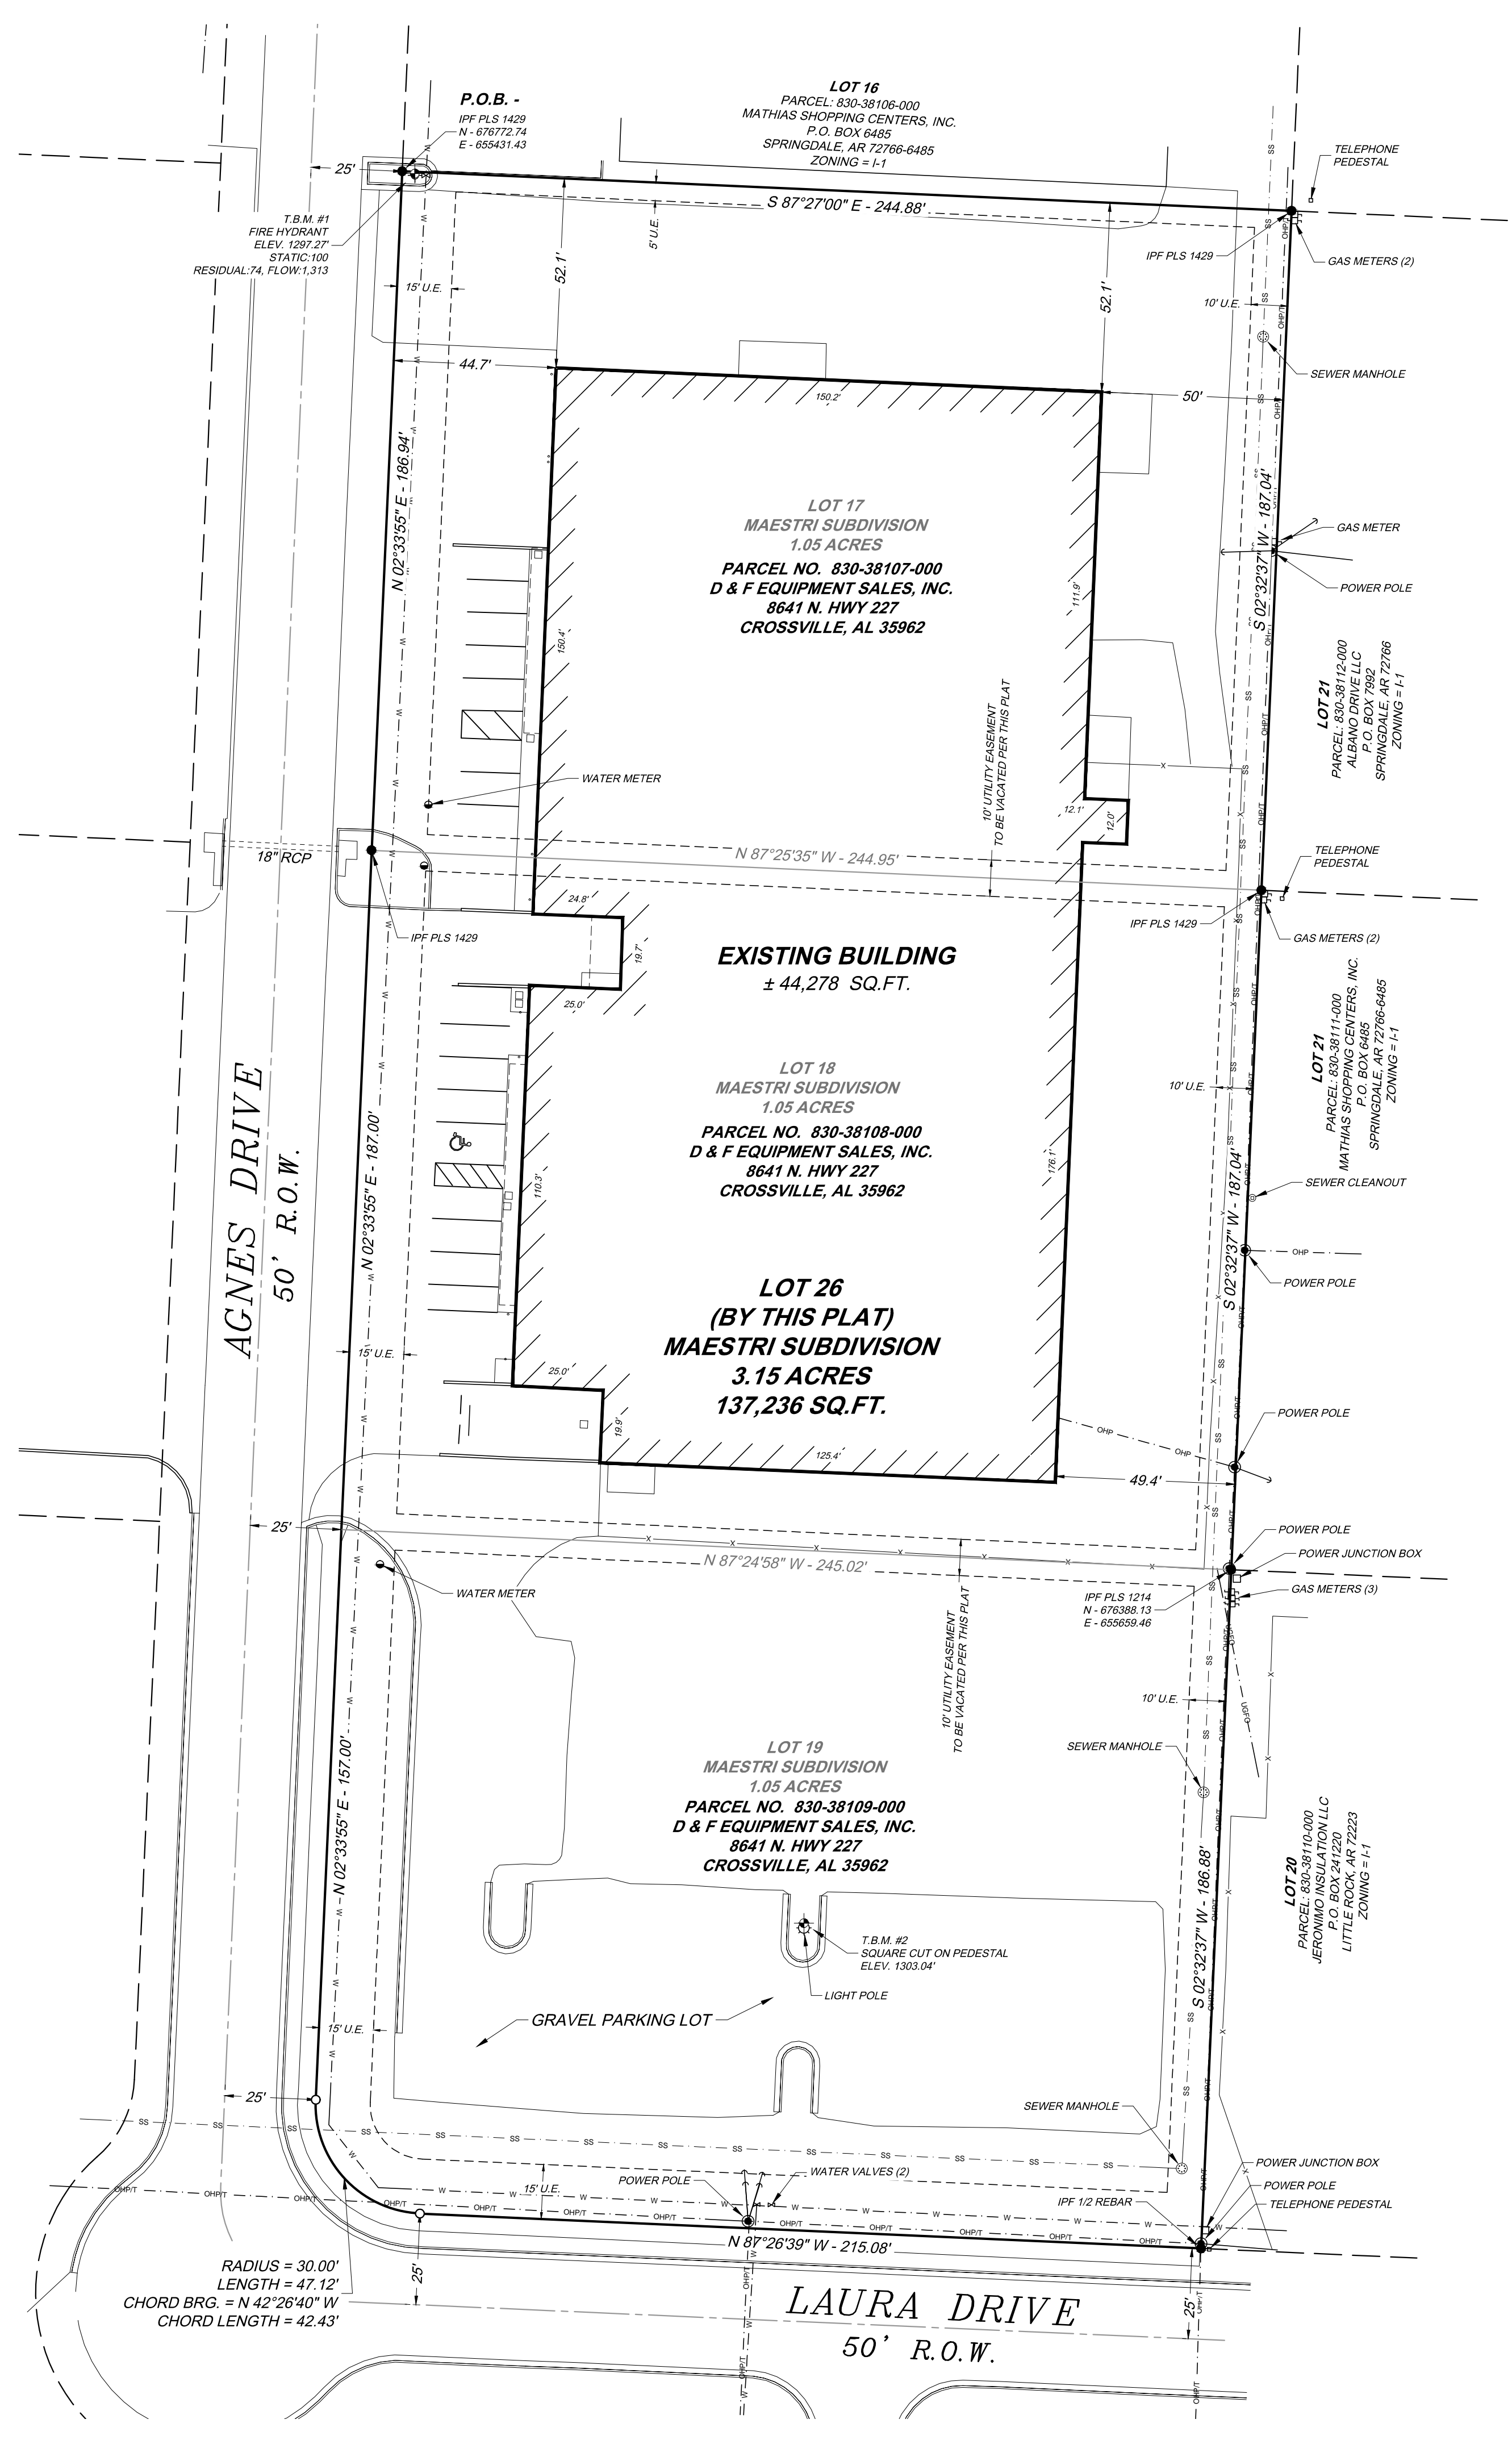 P.O.B. -
IPF PLS 1429
N - 676772.74
E - 655431.43
LOT 16
PARCEL: 830-38106-000
MATHIAS SHOPPING CENTERS, INC.
P.O. BOX 6485
SPRINGDALE, AR 72766-6485
ZONING = I-1
TELEPHONE
PEDESTAL
25'
S 87°27'00" E - 244.88'
T.B.M. #1
FIRE HYDRANT
ELEV. 1297.27'
STATIC:100
RESIDUAL:74, FLOW:1,313
5' U.E.
IPF PLS 1429
GAS METERS (2)
15' U.E.
52.1'
52.1'
10' U.E.
44.7'
50'
SEWER MANHOLE
150.2'
N 02°33'55" E - 186.94'
LOT 17
MAESTRI SUBDIVISION
1.05 ACRES
PARCEL NO. 830-38107-000
D & F EQUIPMENT SALES, INC.
8641 N. HWY 227
CROSSVILLE, AL 35962
S 02°32'37" W - 187.04'
GAS METER
POWER POLE
111.9'
150.4'
LOT 21
PARCEL: 830-38112-000
ALBANO DRIVE LLC
P.O. BOX 7992
SPRINGDALE, AR 72766
ZONING = I-1
10' UTILITY EASEMENT
TO BE VACATED PER THIS PLAT
WATER METER
12.1'
12.0'
18" RCP
N 87°25'35" W - 244.95'
TELEPHONE
PEDESTAL
24.8'
IPF PLS 1429
IPF PLS 1429
GAS METERS (2)
19.7'
EXISTING BUILDING
± 44,278 SQ.FT.
25.0'
LOT 21
PARCEL: 830-38111-000
MATHIAS SHOPPING CENTERS, INC.
P.O. BOX 6485
SPRINGDALE, AR 72766-6485
ZONING = I-1
LOT 18
MAESTRI SUBDIVISION
1.05 ACRES
PARCEL NO. 830-38108-000
D & F EQUIPMENT SALES, INC.
8641 N. HWY 227
CROSSVILLE, AL 35962
10' U.E.
AGNES DRIVE
50' R.O.W.
N 02°33'55" E - 187.00'
110.3'
176.1'
SEWER CLEANOUT
S 02°32'37" W - 187.04'
OHP
POWER POLE
LOT 26
(BY THIS PLAT)
MAESTRI SUBDIVISION
3.15 ACRES
137,236 SQ.FT.
15' U.E.
25.0'
19.9'
125.4'
OHP
OHP
POWER POLE
49.4'
25'
POWER POLE
POWER JUNCTION BOX
N 87°24'58" W - 245.02'
WATER METER
IPF PLS 1214
N - 676388.13
E - 655659.46
GAS METERS (3)
10' UTILITY EASEMENT
TO BE VACATED PER THIS PLAT
10' U.E.
UGFO
SEWER MANHOLE
LOT 19
MAESTRI SUBDIVISION
1.05 ACRES
PARCEL NO. 830-38109-000
D & F EQUIPMENT SALES, INC.
8641 N. HWY 227
CROSSVILLE, AL 35962
N 02°33'55" E - 157.00'
S 02°32'37" W - 186.88'
LOT 20
PARCEL: 830-38110-000
JERONIMO INSULATION LLC
P.O. BOX 241220
LITTLE ROCK, AR 72223
ZONING = I-1
T.B.M. #2
SQUARE CUT ON PEDESTAL
ELEV. 1303.04'
LIGHT POLE
GRAVEL PARKING LOT
15' U.E.
25'
SEWER MANHOLE
POWER POLE
WATER VALVES (2)
15' U.E.
POWER JUNCTION BOX
POWER POLE
IPF 1/2 REBAR
TELEPHONE PEDESTAL
N 87°26'39" W - 215.08'
RADIUS = 30.00'
LENGTH = 47.12'
CHORD BRG. = N 42°26'40" W
CHORD LENGTH = 42.43'
25'
25'
LAURA DRIVE
50' R.O.W.